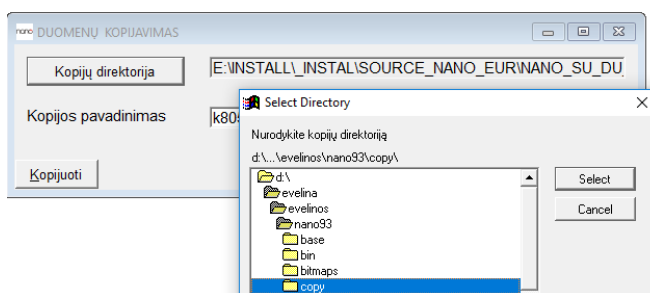 nano DUOMENŲ KOPIJAVIMAS
Kopijų direktorija E:\INSTALL\_INSTAL\SOURCE_NANO_EUR\NANO_SU_DU
Select Directory
Kopijos pavadinimas
Nurodykite kopijų direktoriją
d:\...\evelinos\nano93\copy\
Kopijuoti
d:\
evelina
evelinos
nano93
base
bin
bitmaps
copy
Select
Cancel